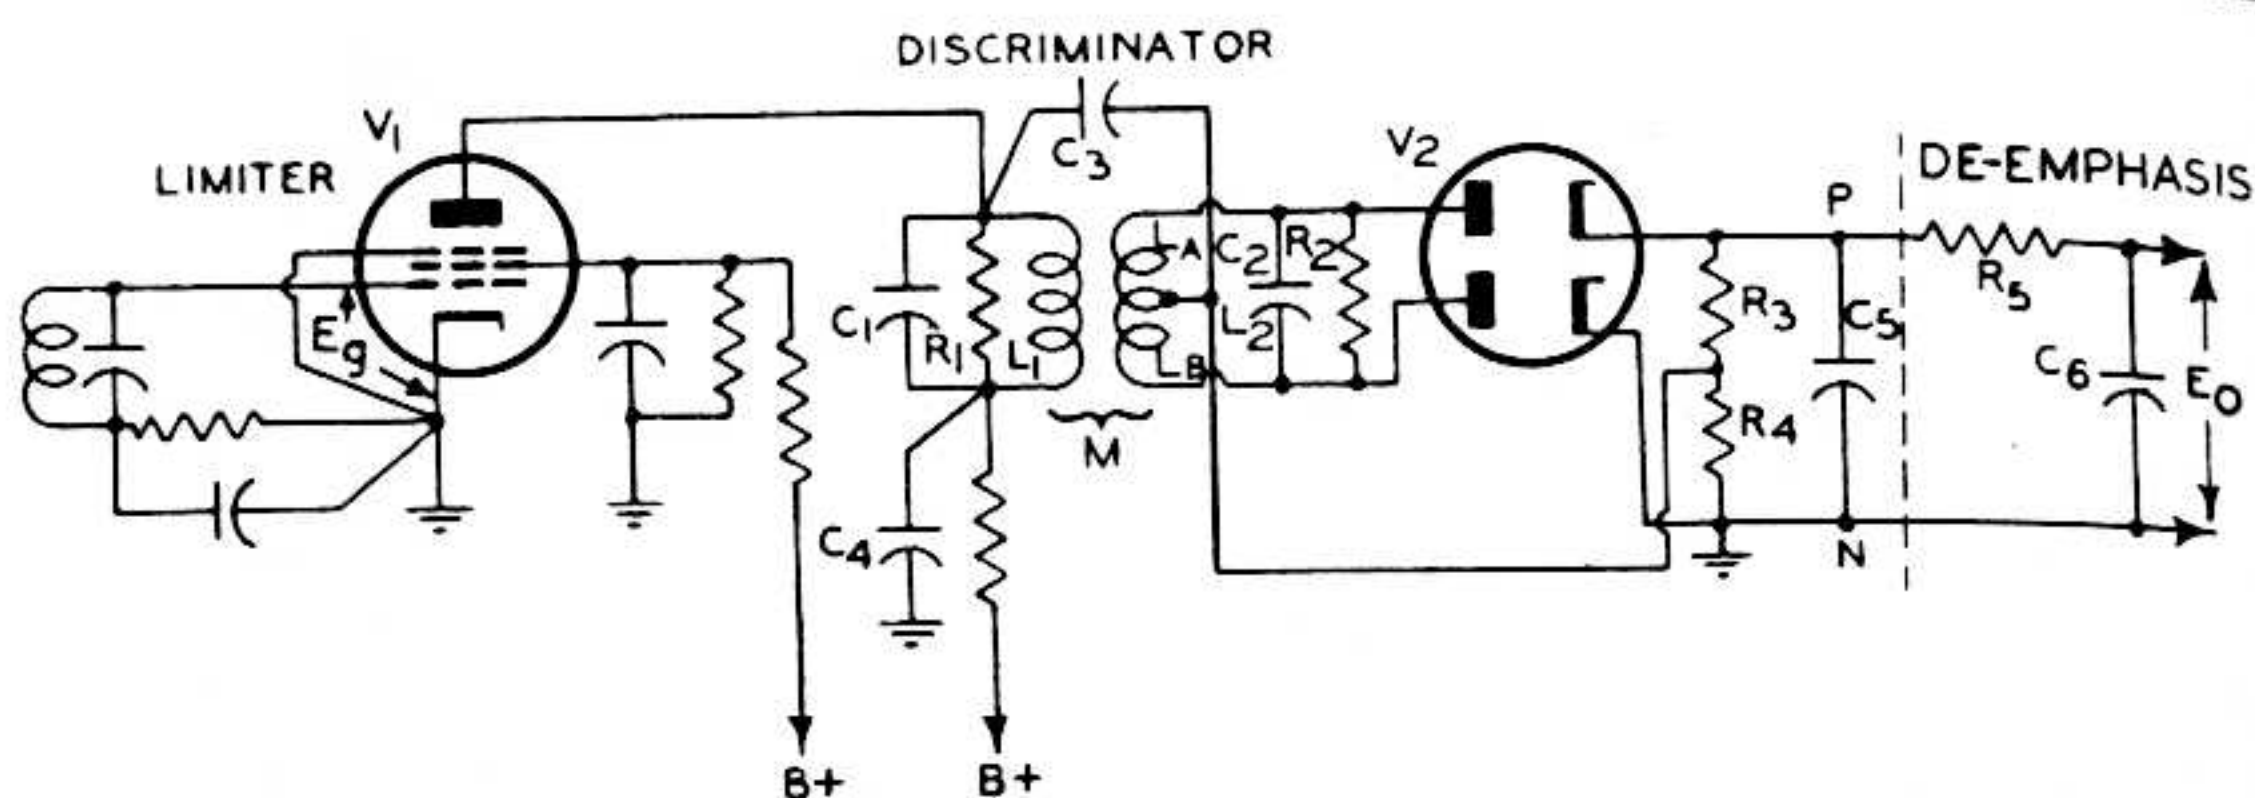 DISCRIMINATOR
LIMITER
V1
C3
V2
DE-EMPHASIS
P
Eg
C1
R1
L1
LA
C2
R2
L2
LB
R3
C5
R5
C6
EO
R4
M
C4
N
B+
B+